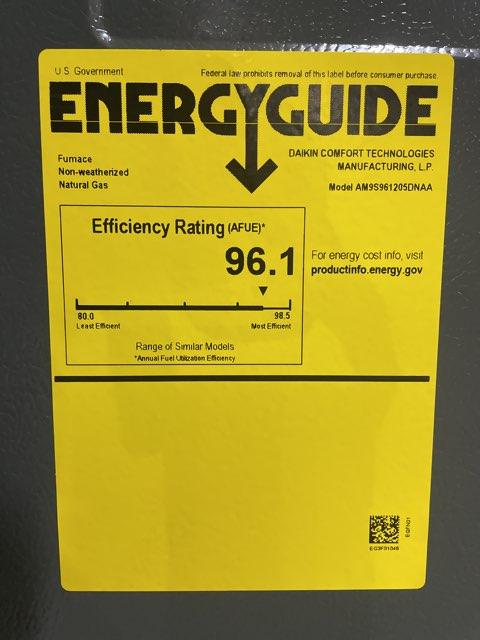 U.S. Government
Federal law prohibits removal of this label before consumer purchase.
ENERGYGUIDE
Furnace
Non-weatherized
Natural Gas
DAIKIN COMFORT TECHNOLOGIES
MANUFACTURING, L.P.
Model AM9S961205DNAA
Efficiency Rating (AFUE)*
96.1
80.0
98.5
Least Efficient
Most Efficient
Range of Similar Models
*Annual Fuel Utilization Efficiency
For energy cost info, visit
productinfo.energy.gov